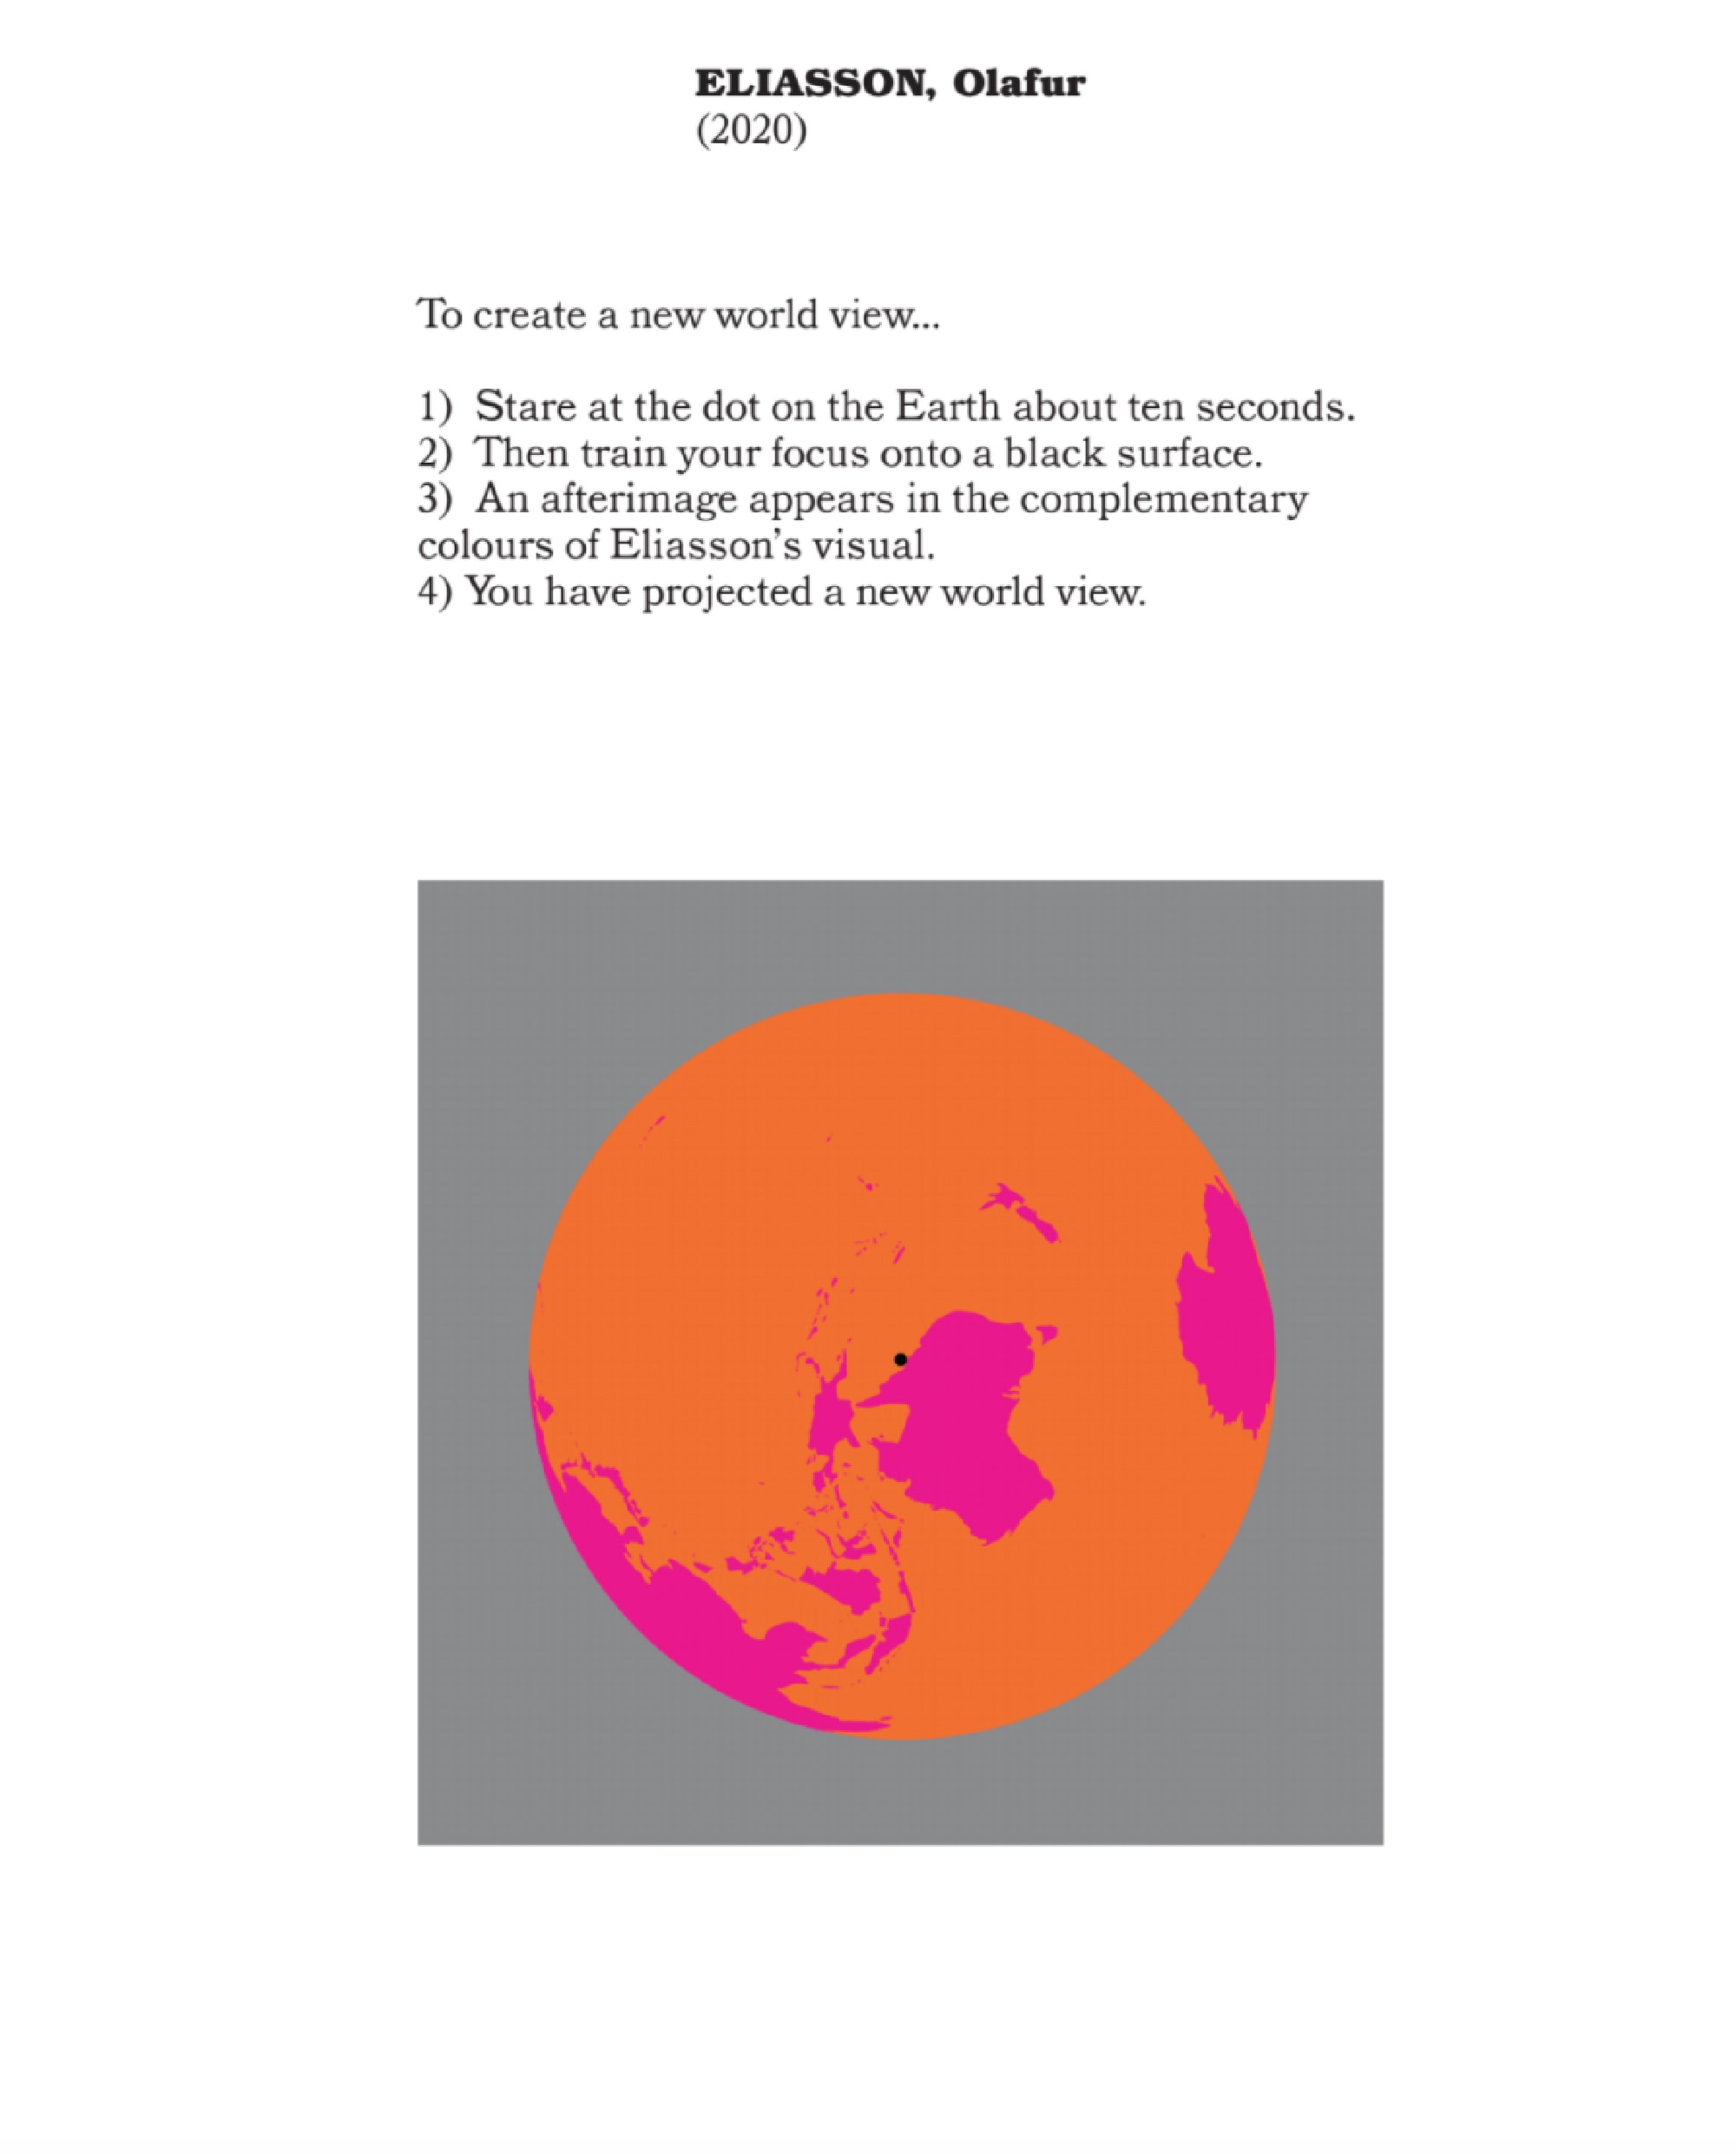 ELIASSON, Olafur
(2020)
To create a new world view...
1) Stare at the dot on the Earth about ten seconds.
2) Then train your focus onto a black surface.
3) An afterimage appears in the complementary
colours of Eliasson's visual.
4) You have projected a new world view.